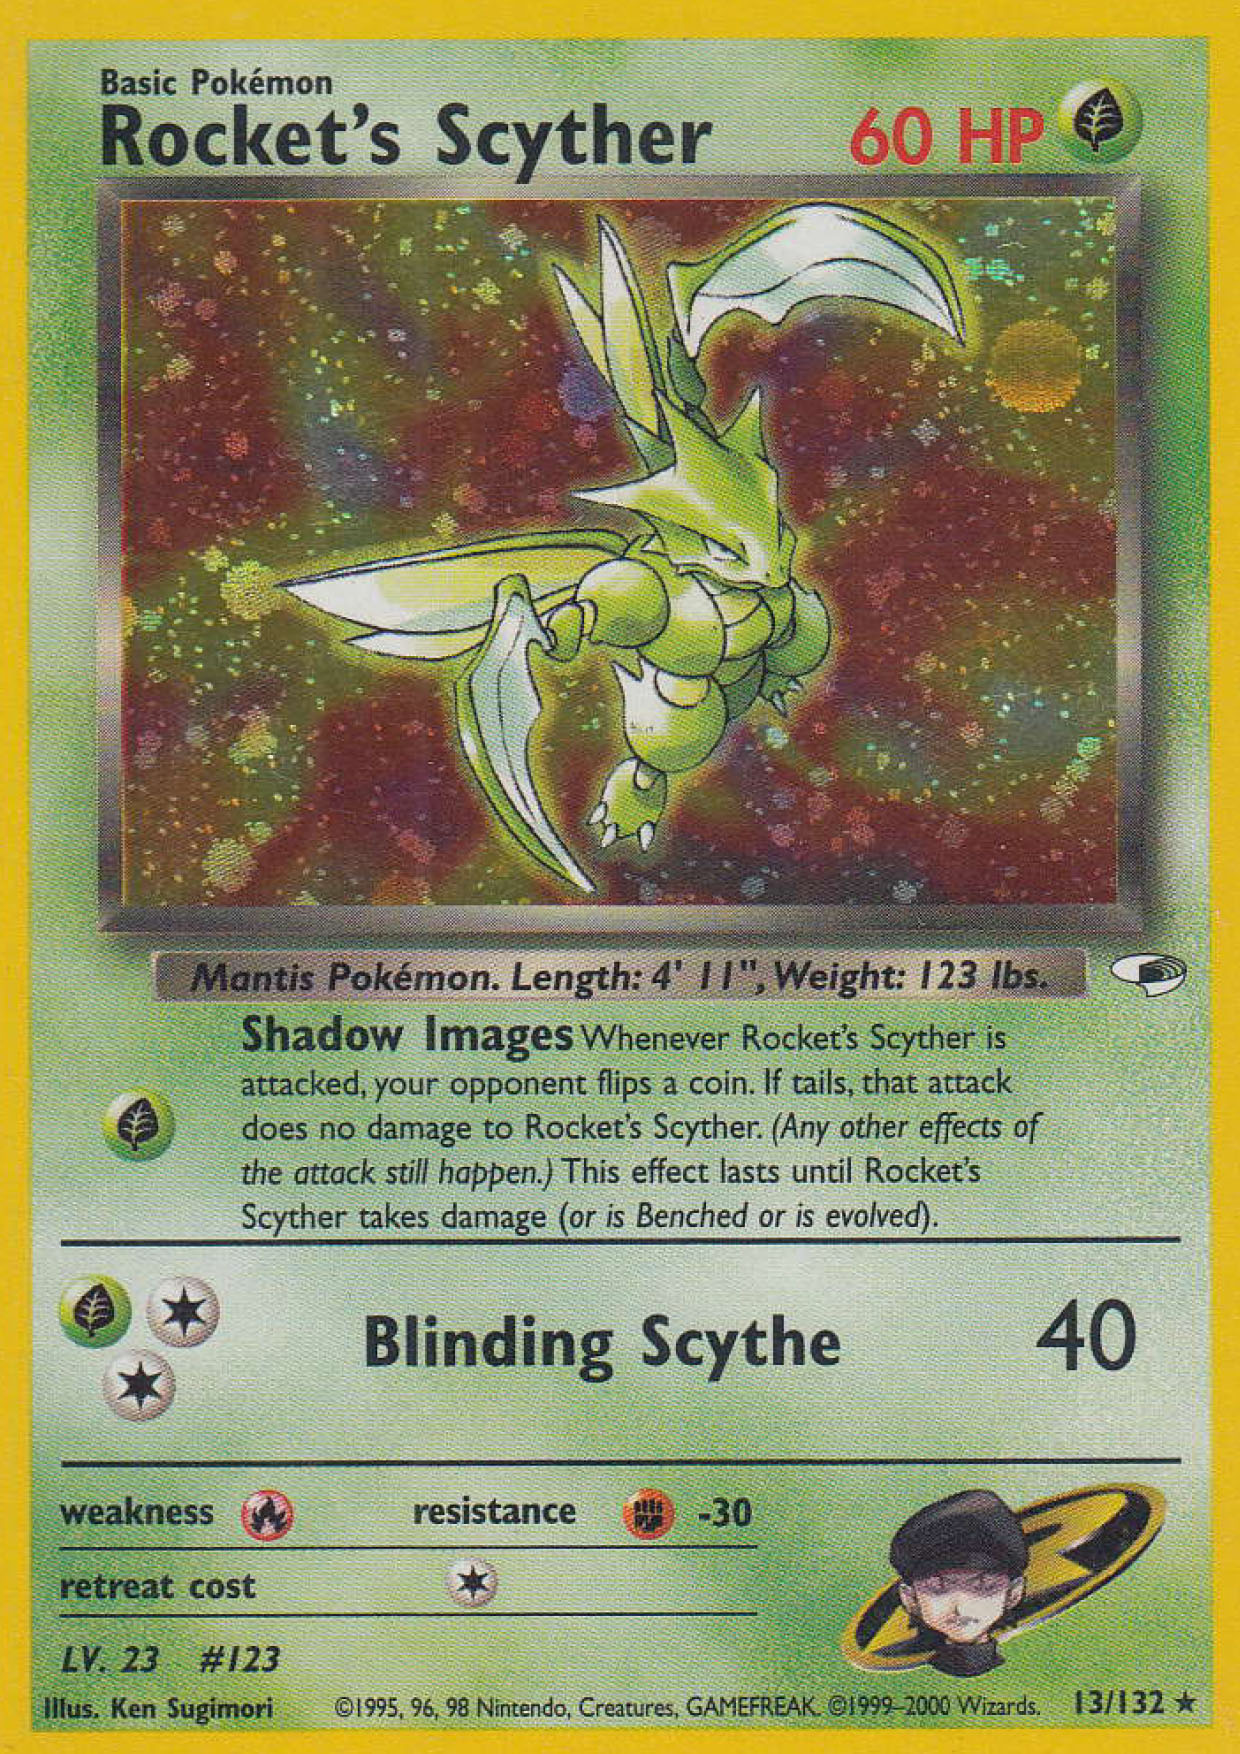 Basic Pokémon
Rocket's Scyther 60 HP
Mantis Pokémon. Length: 4' 11", Weight: 123 lbs.
Shadow Images Whenever Rocket's Scyther is
attacked, your opponent flips a coin. If tails, that attack
does no damage to Rocket's Scyther. (Any other effects of
the attack still happen.) This effect lasts until Rocket's
Scyther takes damage (or is Benched or is evolved).
Blinding Scythe 40
weakness resistance -30
retreat cost
LV. 23 #123
Illus. Ken Sugimori ©1995, 96, 98 Nintendo, Creatures, GAMEFREAK. ©1999-2000 Wizards. 13/132 ★